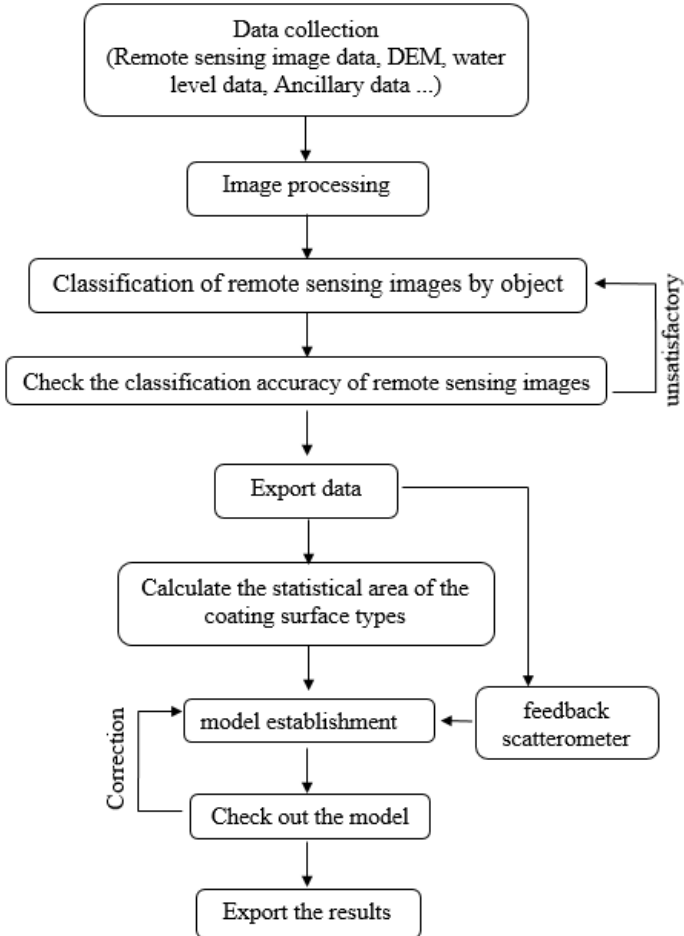 Data collection
(Remote sensing image data, DEM, water
level data, Ancillary data ...)
Image processing
Classification of remote sensing images by object
unsatisfactory
Check the classification accuracy of remote sensing images
Export data
Calculate the statistical area of the
coating surface types
model establishment
feedback
scatterometer
Correction
Check out the model
Export the results